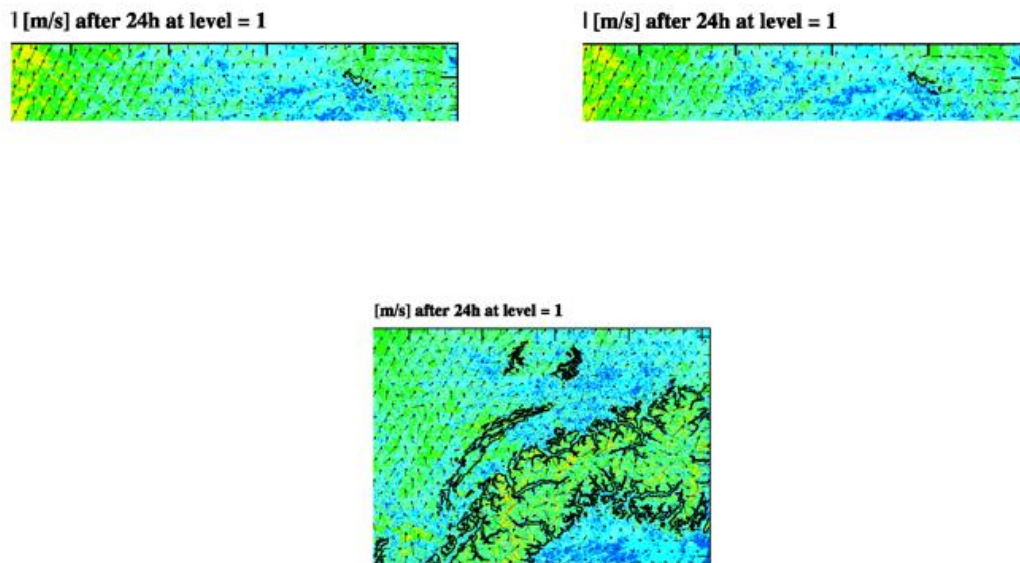 | [m/s] after 24h at level = 1
| [m/s] after 24h at level = 1
[m/s] after 24h at level = 1